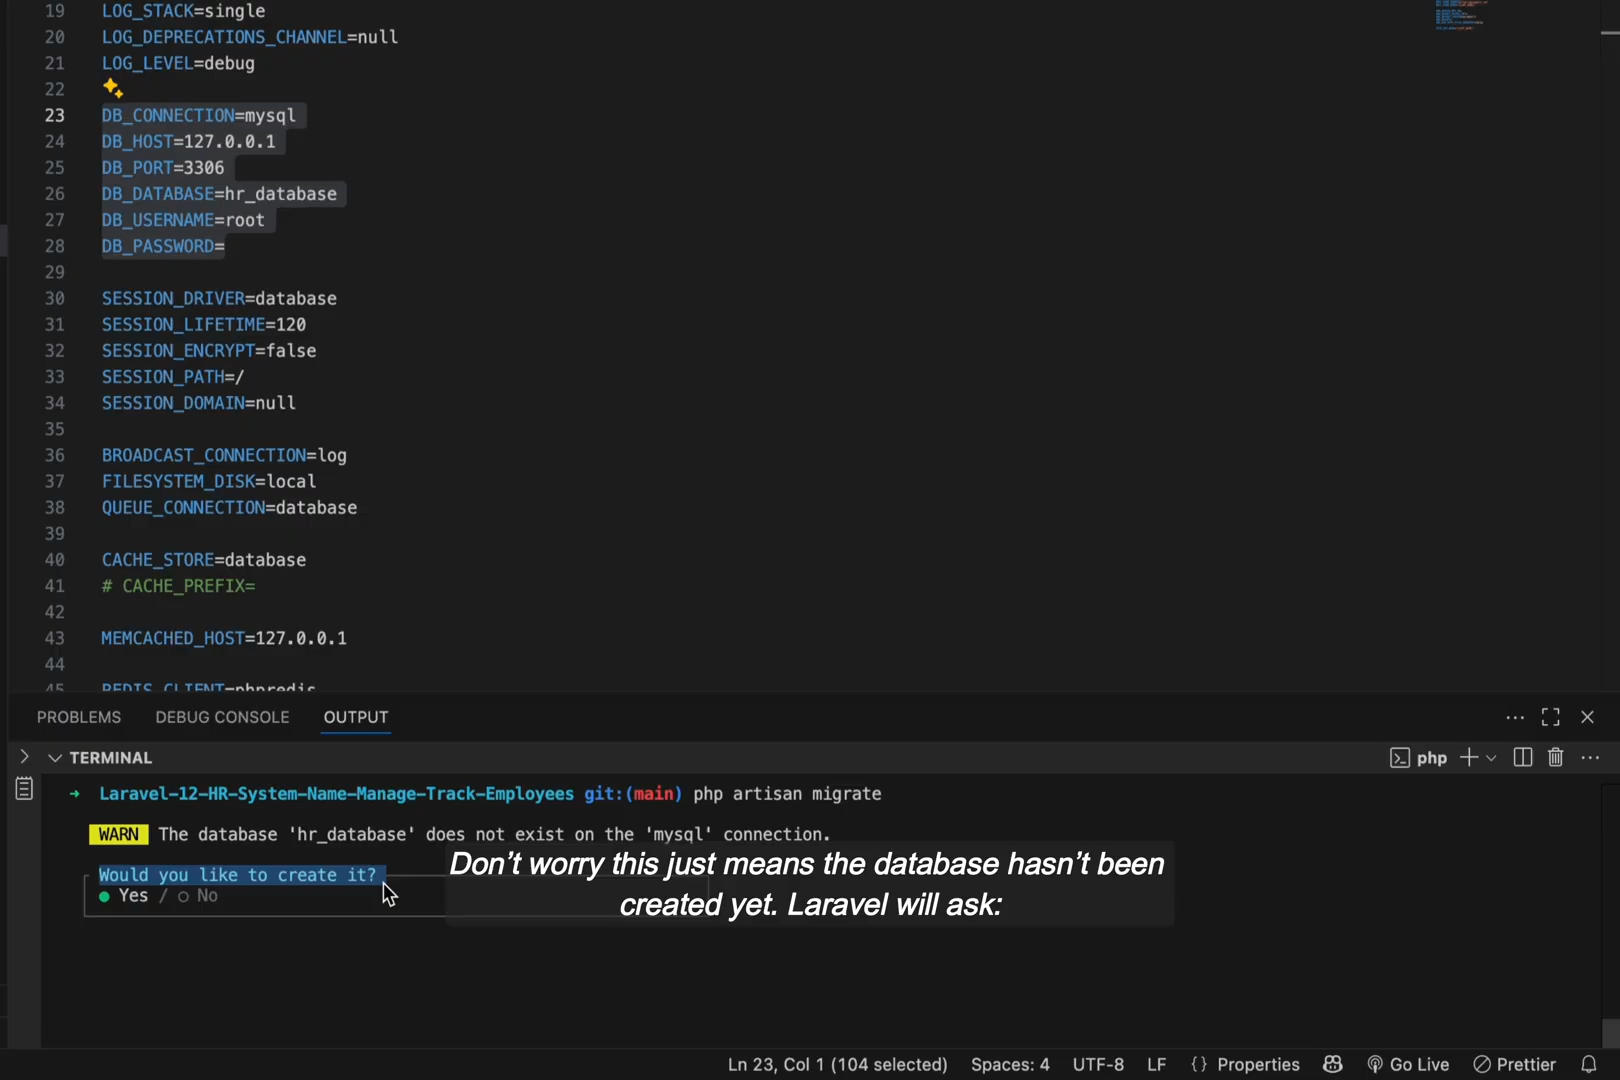 19 LOG_STACK=single
20 LOG_DEPRECATIONS_CHANNEL=null
21 LOG_LEVEL=debug
22
23 DB_CONNECTION=mysql
24 DB_HOST=127.0.0.1
25 DB_PORT=3306
26 DB_DATABASE=hr_database
27 DB_USERNAME=root
28 DB_PASSWORD=
29
30 SESSION_DRIVER=database
31 SESSION_LIFETIME=120
32 SESSION_ENCRYPT=false
33 SESSION_PATH=/
34 SESSION_DOMAIN=null
35
36 BROADCAST_CONNECTION=log
37 FILESYSTEM_DISK=local
38 QUEUE_CONNECTION=database
39
40 CACHE_STORE=database
41 # CACHE_PREFIX=
42
43 MEMCACHED_HOST=127.0.0.1
44
45 REDIS_CLIENT=phpredis
PROBLEMS DEBUG CONSOLE OUTPUT
TERMINAL php
Laravel-12-HR-System-Name-Manage-Track-Employees git:(main) php artisan migrate
WARN The database 'hr_database' does not exist on the 'mysql' connection.
Would you like to create it?
Yes / No
Don't worry this just means the database hasn't been
created yet. Laravel will ask:
Ln 23, Col 1 (104 selected) Spaces: 4 UTF-8 LF {} Properties Go Live Prettier